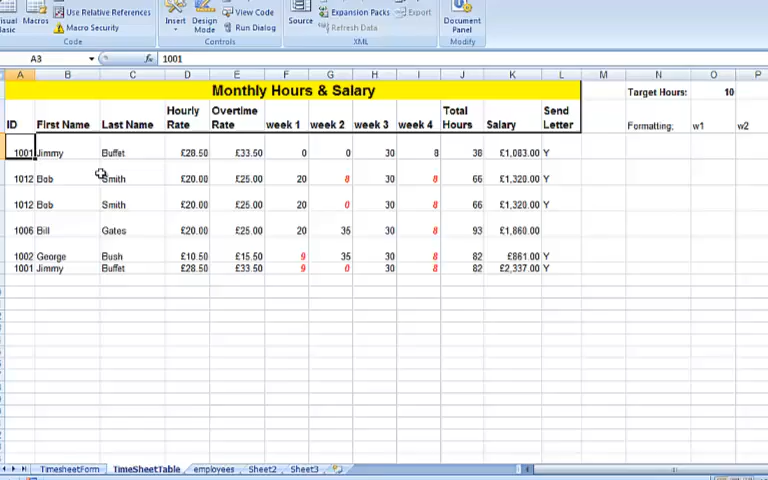 Visual Basic
Macros
Use Relative References
Macro Security
Code
Insert
Design Mode
View Code
Run Dialog
Controls
Source
Expansion Packs
Export
Refresh Data
XML
Document Panel
Modify
A3 fx 1001
A B C D E F G H I J K L M N O P
Monthly Hours & Salary Target Hours: 10
ID First Name Last Name Hourly Rate Overtime Rate week 1 week 2 week 3 week 4 Total Hours Salary Send Letter Formatting: w1 w2
1001 Jimmy Buffet £28.50 £33.50 0 0 30 8 38 £1,083.00 Y
1012 Bob Smith £20.00 £25.00 20 8 30 8 66 £1,320.00 Y
1012 Bob Smith £20.00 £25.00 20 0 30 8 66 £1,320.00 Y
1006 Bill Gates £20.00 £25.00 20 35 30 8 93 £1,860.00
1002 George Bush £10.50 £15.50 9 35 30 8 82 £861.00 Y
1001 Jimmy Buffet £28.50 £33.50 9 0 30 8 82 £2,337.00 Y
TimesheetForm TimeSheetTable employees Sheet2 Sheet3